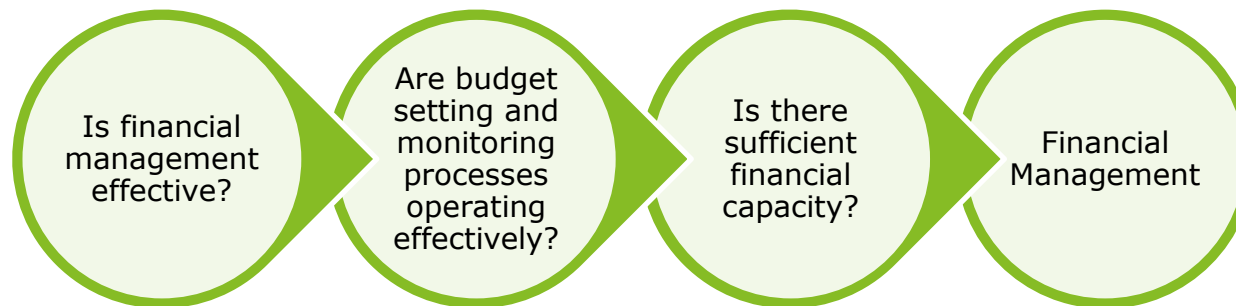 Is financial
management
effective?
Are budget
setting and
monitoring
processes
operating
effectively?
Is there
sufficient
financial
capacity?
Financial
Management